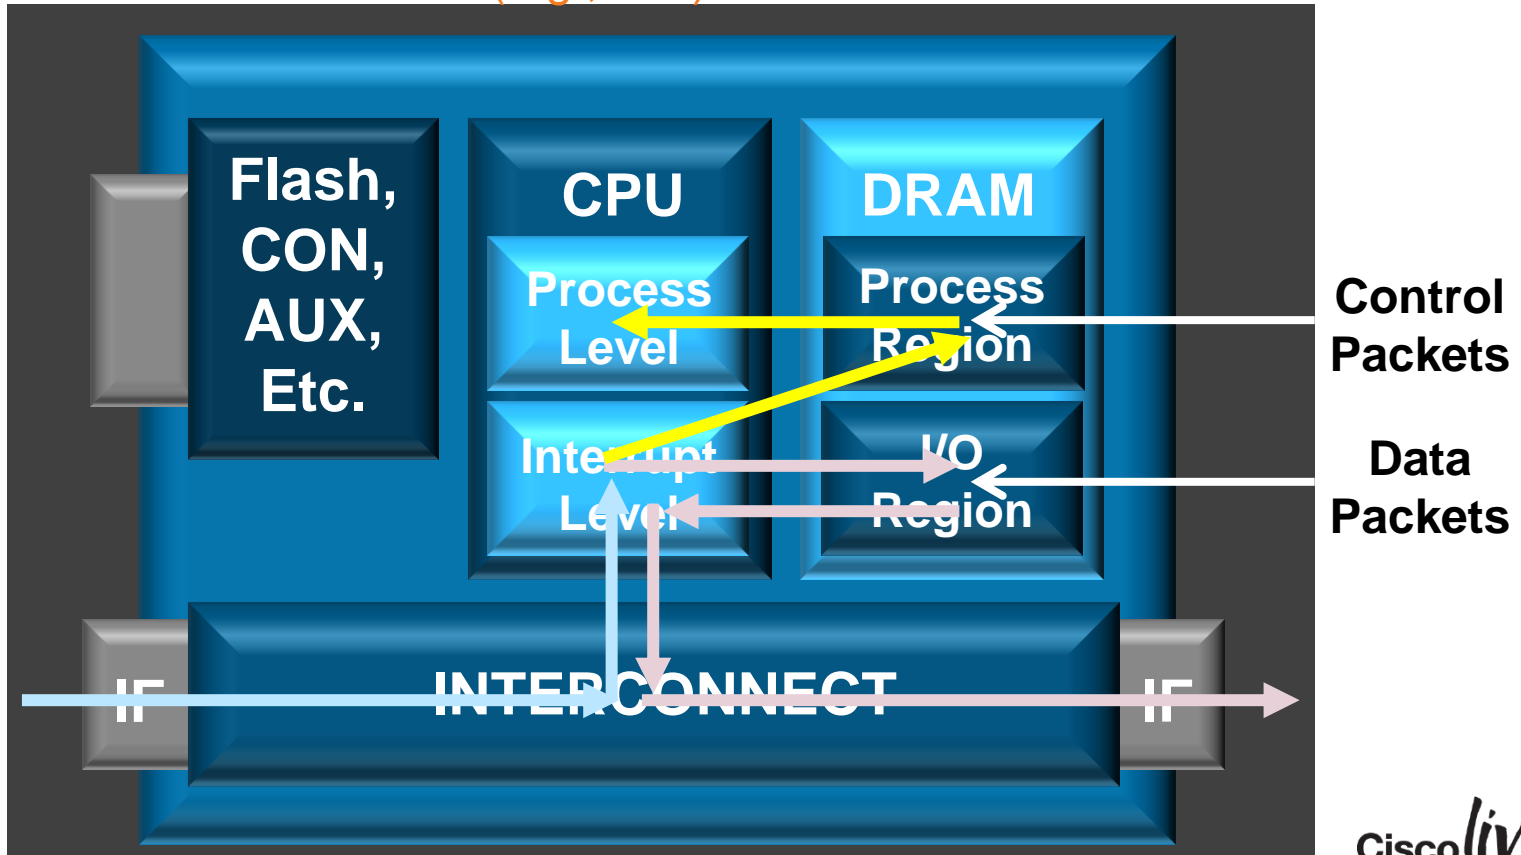 Flash,
CON,
AUX,
Etc.
CPU
Process
Level
Interrupt
Level
DRAM
Process
Region
I/O
Region
Control
Packets
Data
Packets
IF
INTERCONNECT
IF
Cisco